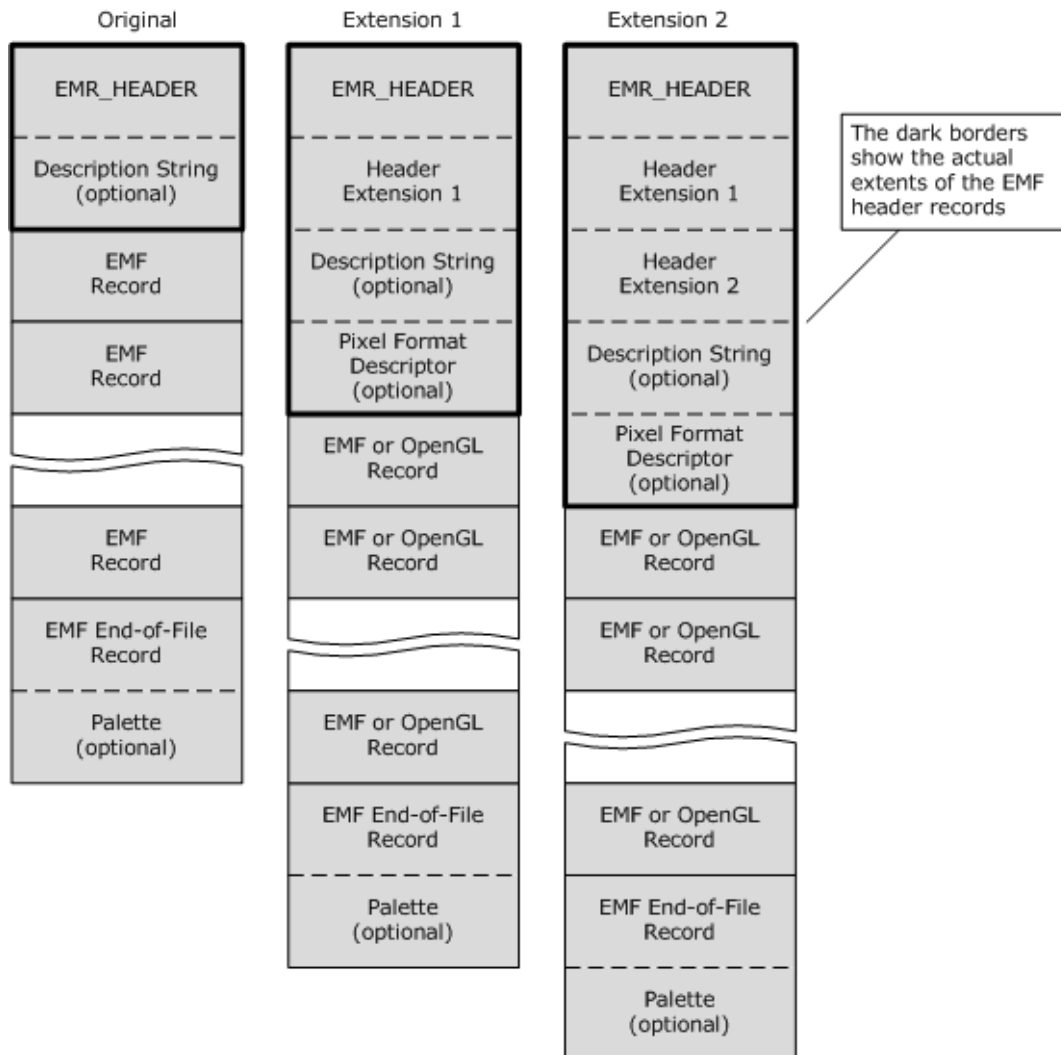 Original
EMR_HEADER
Description String
(optional)
EMF
Record
EMF
Record
EMF
Record
EMF End-of-File
Record
Palette
(optional)
Extension 1
EMR_HEADER
Header
Extension 1
Description String
(optional)
Pixel Format
Descriptor
(optional)
EMF or OpenGL
Record
EMF or OpenGL
Record
EMF or OpenGL
Record
EMF End-of-File
Record
Palette
(optional)
Extension 2
EMR_HEADER
Header
Extension 1
Header
Extension 2
Description String
(optional)
Pixel Format
Descriptor
(optional)
EMF or OpenGL
Record
EMF or OpenGL
Record
EMF or OpenGL
Record
EMF End-of-File
Record
Palette
(optional)
The dark borders
show the actual
extents of the EMF
header records